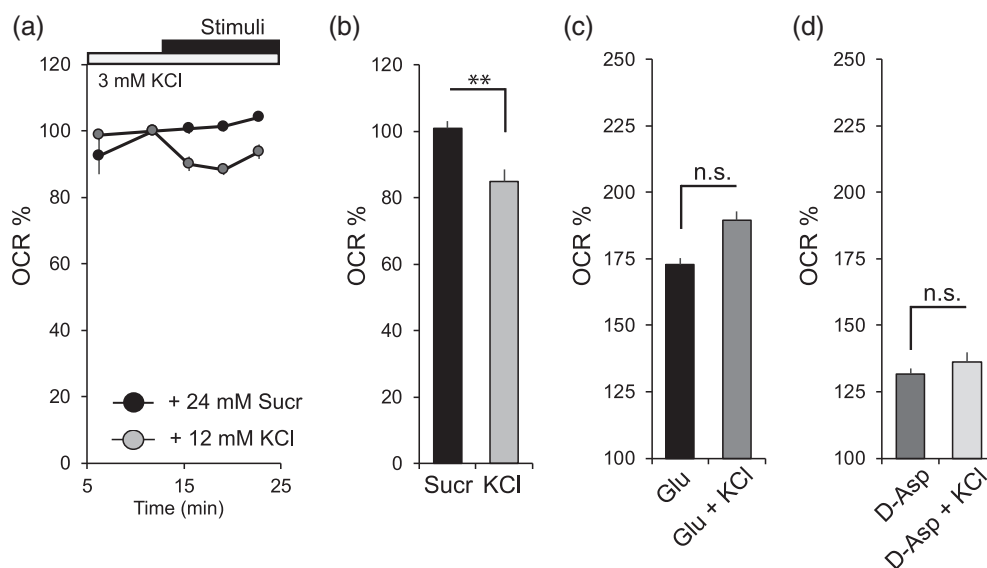 (a)
Stimuli
3 mM KCl
120
100
80
60
40
20
0
OCR %
+ 24 mM Sucr
+ 12 mM KCl
5
15
25
Time (min)
(b)
120
100
80
60
40
20
0
OCR %
**
Sucr
KCl
(c)
250
225
200
175
150
125
100
OCR %
n.s.
Glu
Glu + KCl
(d)
250
225
200
175
150
125
100
OCR %
n.s.
D-Asp
D-Asp + KCl